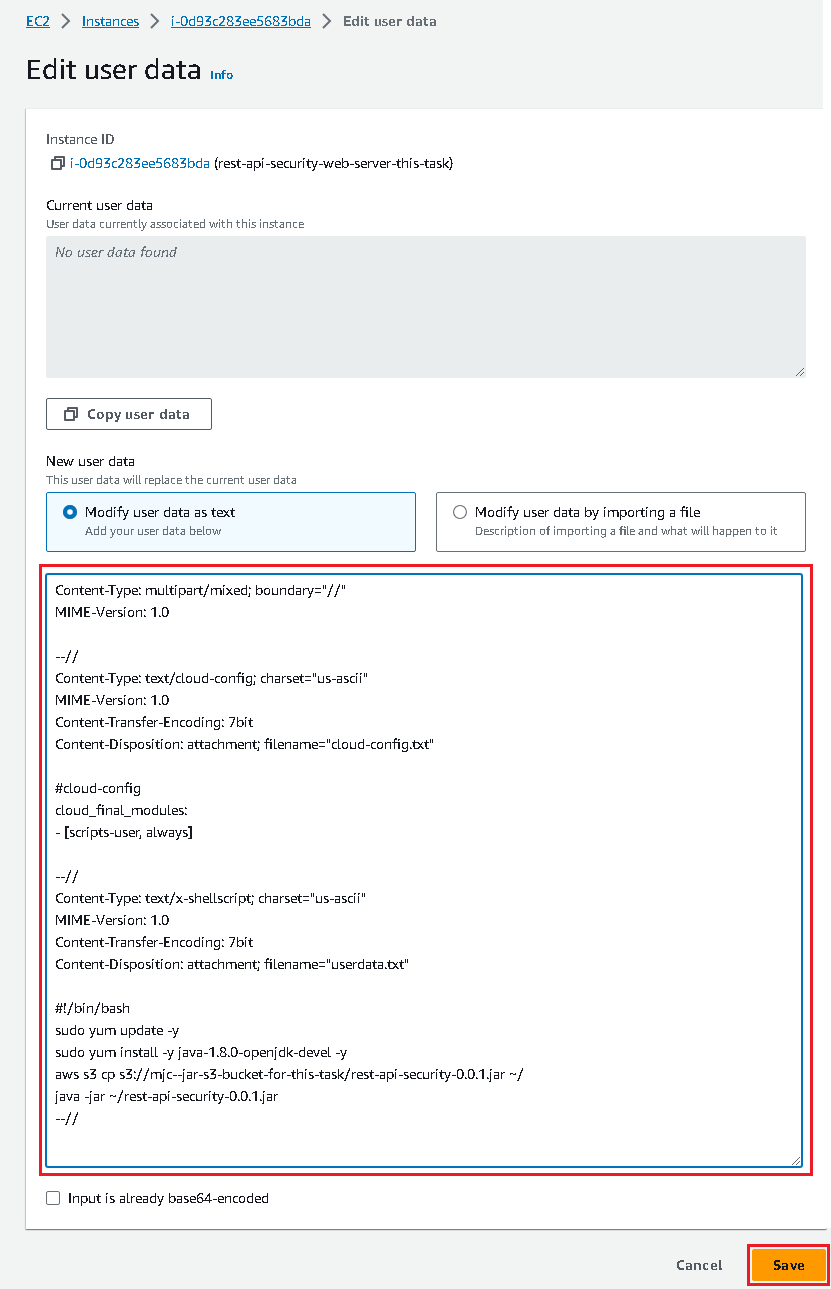 EC2 > Instances > i-0d93c283ee5683bda > Edit user data
Edit user data Info
Instance ID
i-0d93c283ee5683bda (rest-api-security-web-server-this-task)
Current user data
User data currently associated with this instance
No user data found
Copy user data
New user data
This user data will replace the current user data
Modify user data as text
Add your user data below
Modify user data by importing a file
Description of importing a file and what will happen to it
Content-Type: multipart/mixed; boundary="//"
MIME-Version: 1.0
--//
Content-Type: text/cloud-config; charset="us-ascii"
MIME-Version: 1.0
Content-Transfer-Encoding: 7bit
Content-Disposition: attachment; filename="cloud-config.txt"
#cloud-config
cloud_final_modules:
- [scripts-user, always]
--//
Content-Type: text/x-shellscript; charset="us-ascii"
MIME-Version: 1.0
Content-Transfer-Encoding: 7bit
Content-Disposition: attachment; filename="userdata.txt"
#!/bin/bash
sudo yum update -y
sudo yum install -y java-1.8.0-openjdk-devel -y
aws s3 cp s3://mjc--jar-s3-bucket-for-this-task/rest-api-security-0.0.1.jar ~/
java -jar ~/rest-api-security-0.0.1.jar
--//
Input is already base64-encoded
Cancel
Save